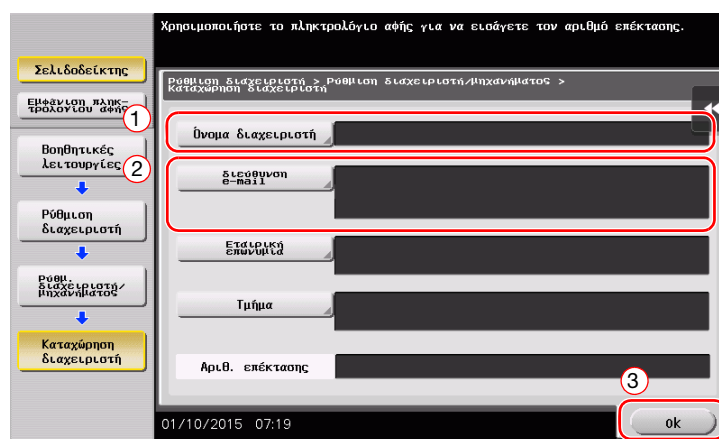 Χρησιμοποιήστε το πληκτρολόγιο αφής για να εισάγετε τον αριθμό επέκτασης.
Σελιδοδείκτης
Εμφάνιση πληκ-
τρολογίου αφής
1
Βοηθητικές
λειτουργίες
2
Ρύθμιση
διαχειριστή
Ρύθμ.
διαχειριστή/
μηχανήματος
Καταχώρηση
διαχειριστή
Ρύθμιση διαχειριστή > Ρύθμιση διαχειριστή/μηχανήματος >
Καταχώρηση διαχειριστή
Όνομα διαχειριστή
διεύθυνση
e-mail
Εταιρική
επωνυμία
Τμήμα
Αριθ. επέκτασης
3
01/10/2015 07:19
ok